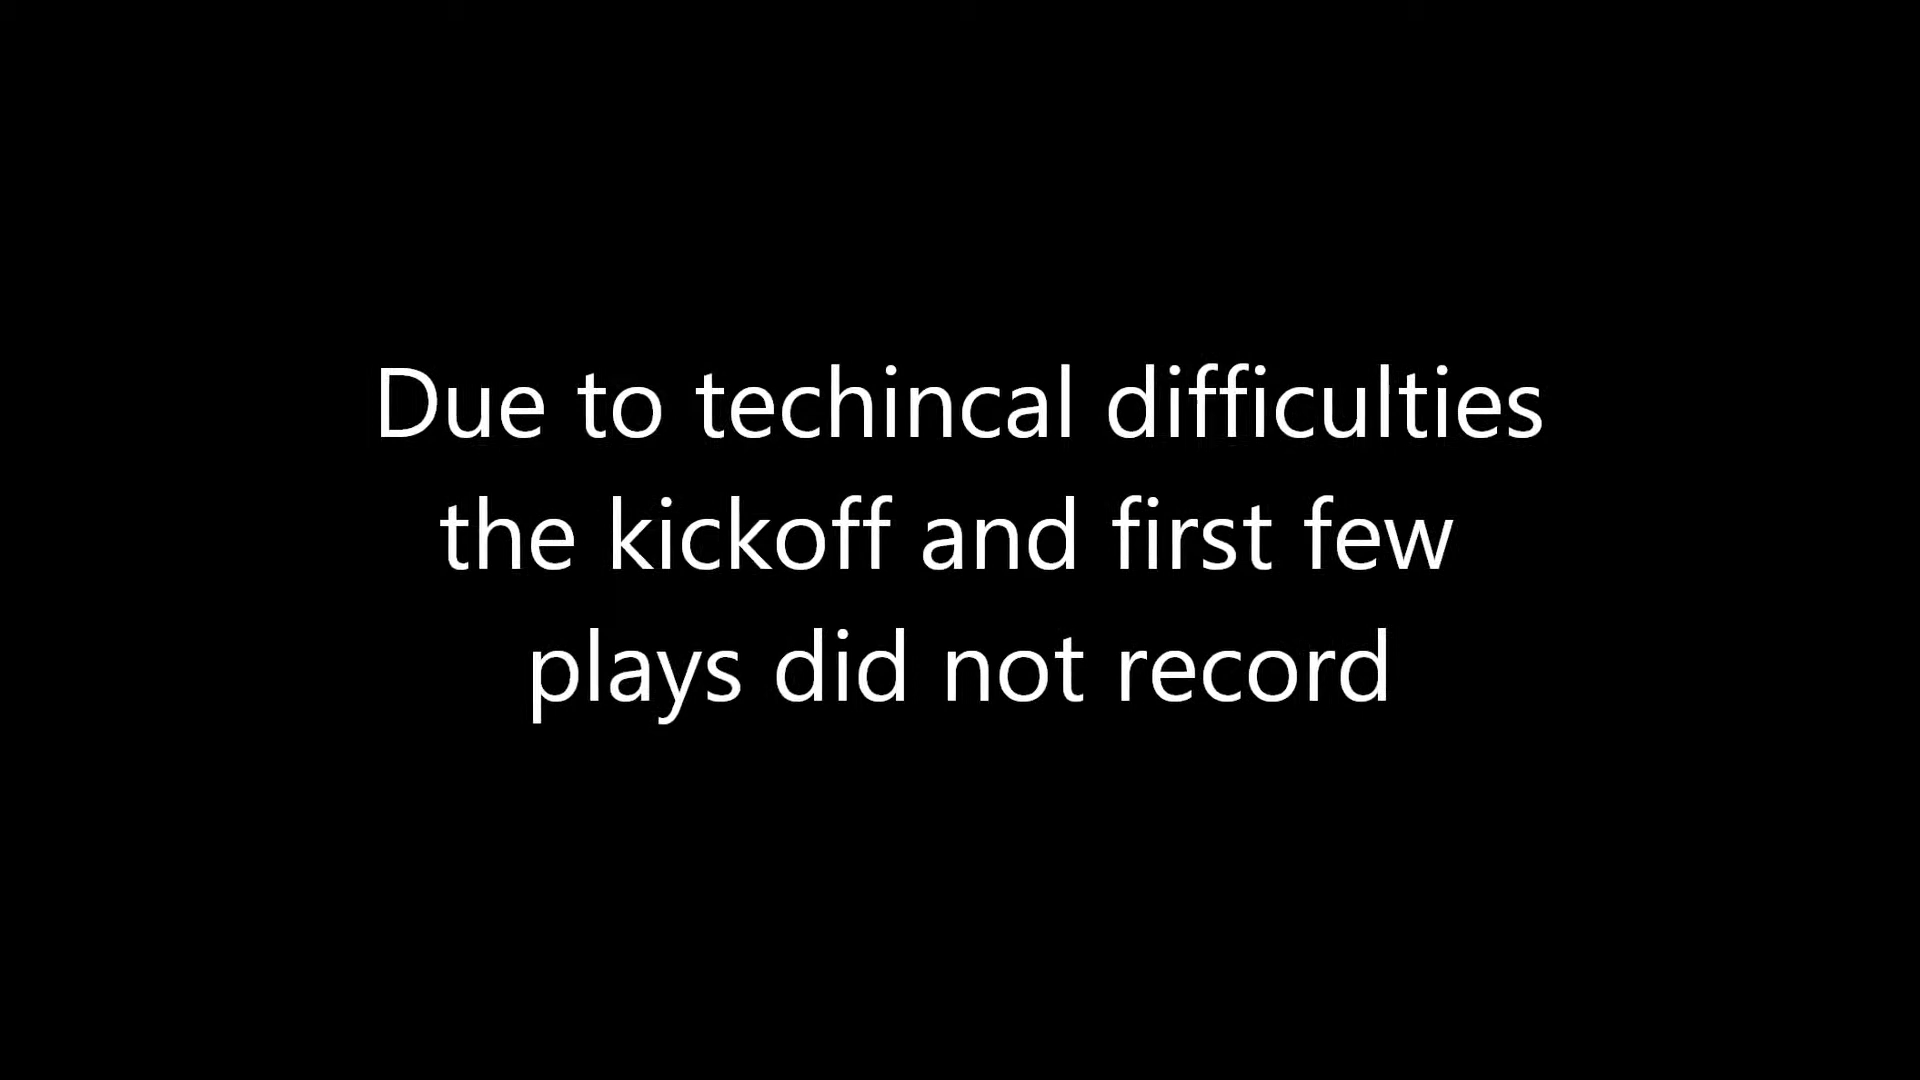 Due to techincal difficulties
the kickoff and first few
plays did not record